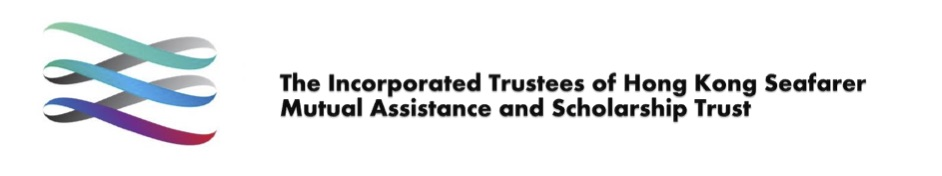 The Incorporated Trustees of Hong Kong Seafarer
Mutual Assistance and Scholarship Trust